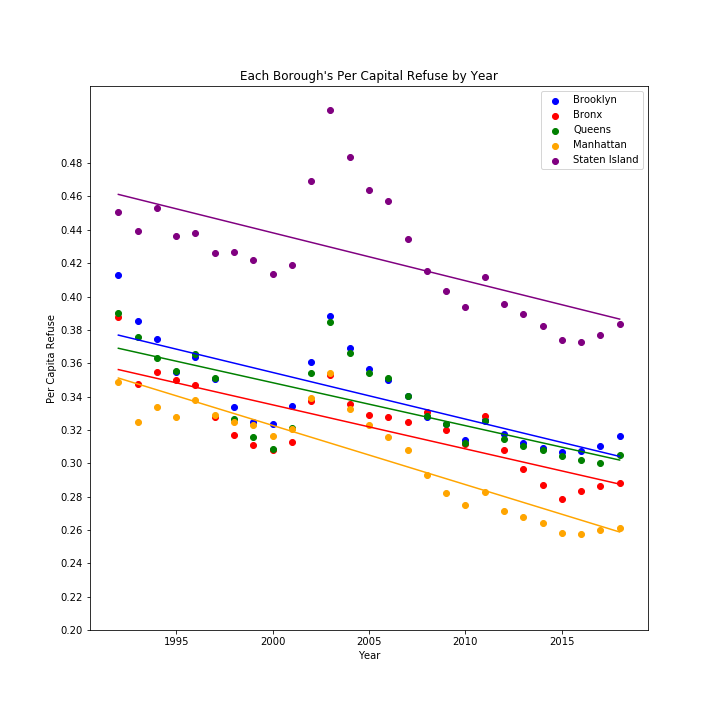 Each Borough's Per Capital Refuse by Year
Brooklyn
Bronx
Queens
Manhattan
Staten Island
Per Capita Refuse
0.48
0.46
0.44
0.42
0.40
0.38
0.36
0.34
0.32
0.30
0.28
0.26
0.24
0.22
0.20
1995 2000 2005 2010 2015
Year